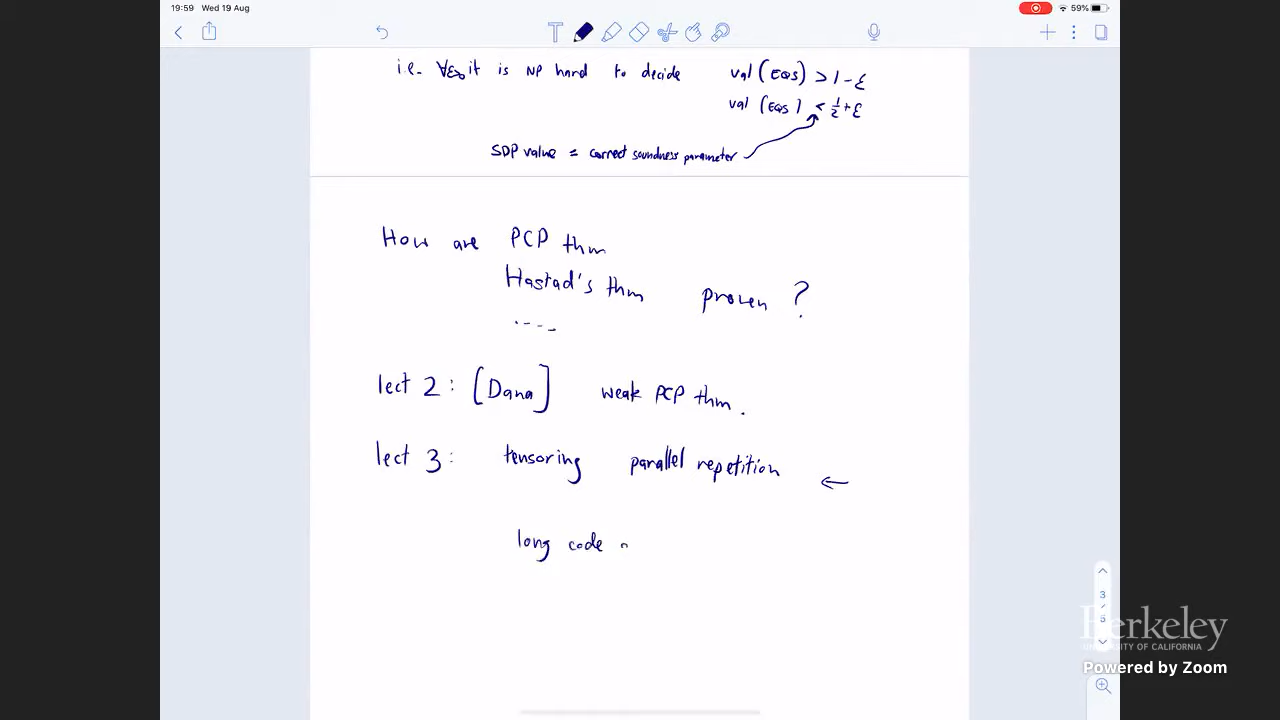 19:59 Wed 19 Aug
59%
T
i.e. ∀ε>0 it is NP hard to decide val (EQS) > 1-ε
val (EQS) < 1/2+ε
SDP value = correct soundness parameter
How are PCP thm
Hastad's thm proven ?
....
lect 2: [Dana] weak PCP thm.
lect 3: tensoring parallel repetition ←
long code
3
5
Berkeley
UNIVERSITY OF CALIFORNIA
Powered by Zoom